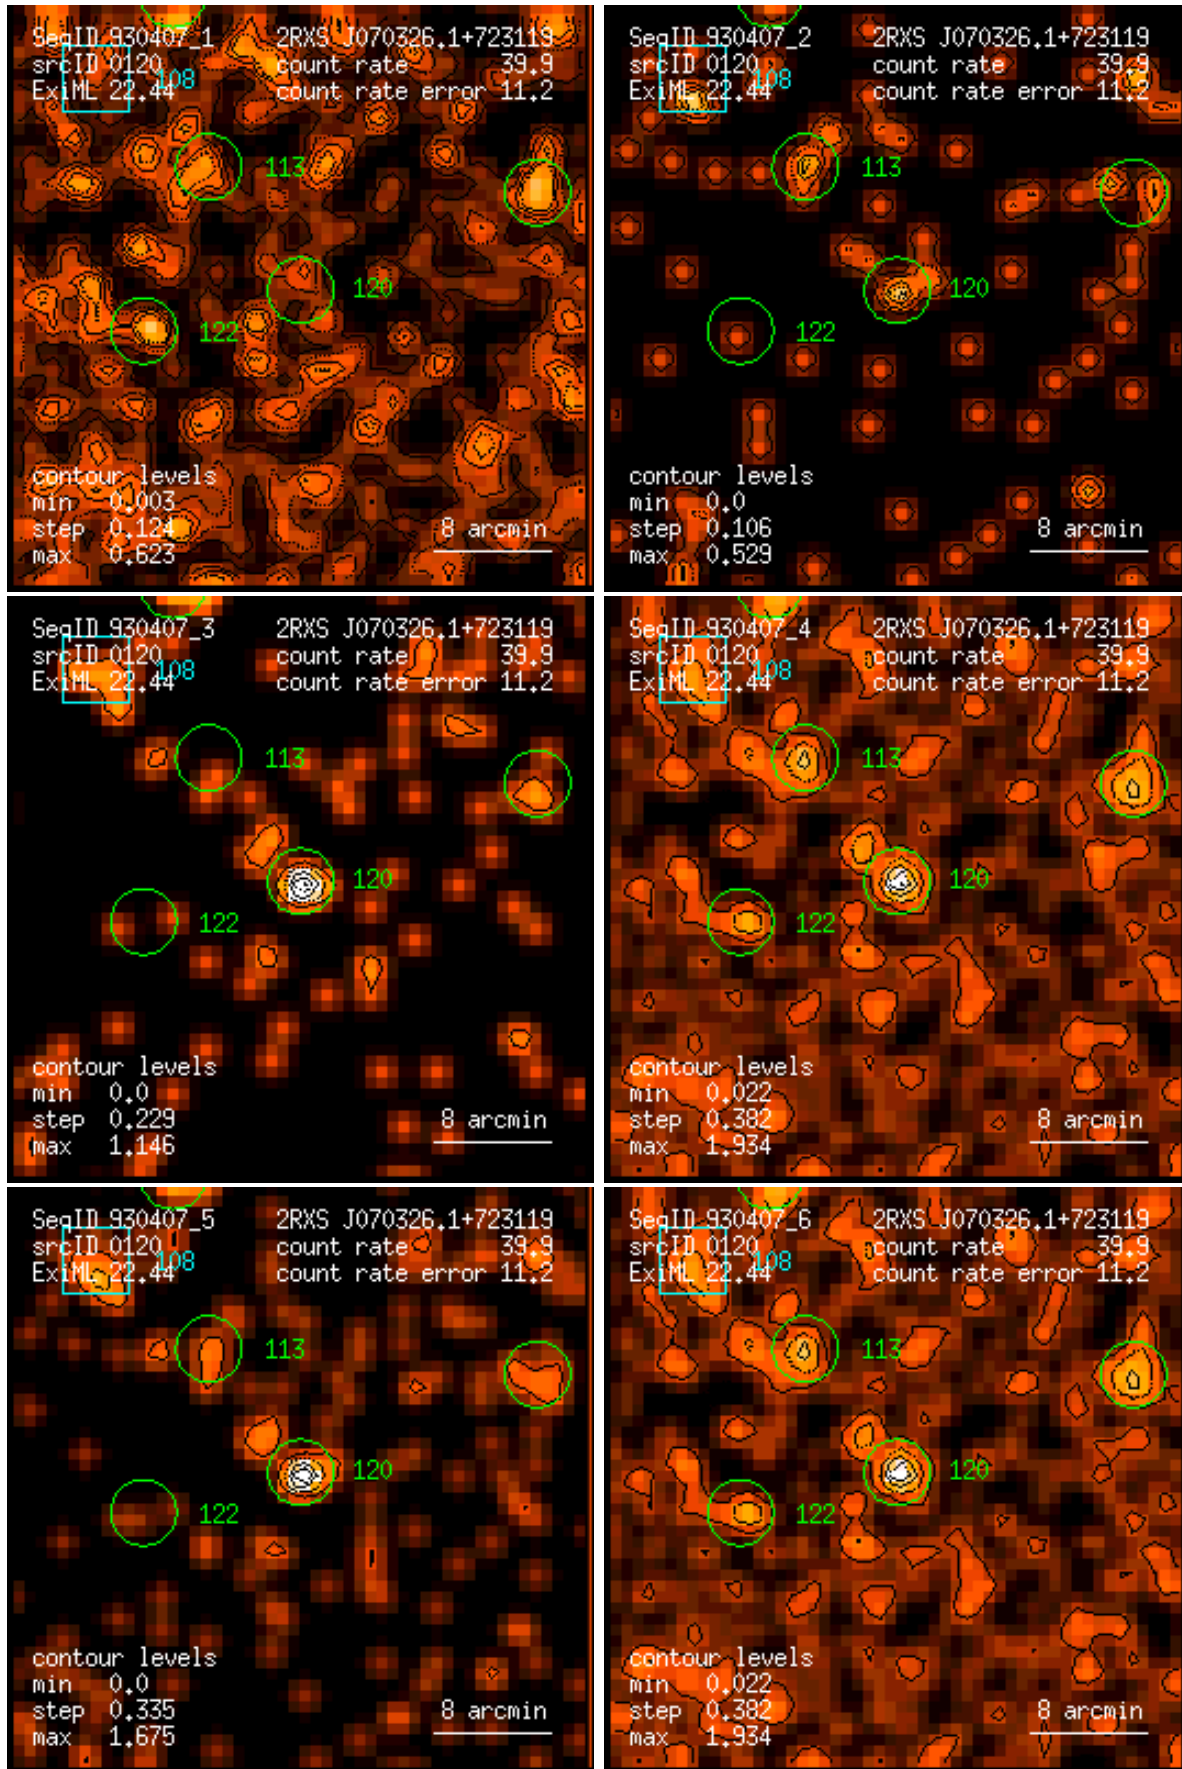 SeqID 930407_1 2RXS J070326.1+723119
srcID 0120 108 count rate 39.9
ExiML 22.44 count rate error 11.2
113
120
122
contour levels
min 0.003
step 0.124 8 arcmin
max 0.623
SeqID 930407_2 2RXS J070326.1+723119
srcID 0120 108 count rate 39.9
ExiML 22.44 count rate error 11.2
113
120
122
contour levels
min 0.0
step 0.106 8 arcmin
max 0.529
SeqID 930407_3 2RXS J070326.1+723119
srcID 0120 108 count rate 39.9
ExiML 22.44 count rate error 11.2
113
120
122
contour levels
min 0.0
step 0.229 8 arcmin
max 1.146
SeqID 930407_4 2RXS J070326.1+723119
srcID 0120 108 count rate 39.9
ExiML 22.44 count rate error 11.2
113
120
122
contour levels
min 0.022
step 0.382 8 arcmin
max 1.934
SeqID 930407_5 2RXS J070326.1+723119
srcID 0120 108 count rate 39.9
ExiML 22.44 count rate error 11.2
113
120
122
contour levels
min 0.0
step 0.335 8 arcmin
max 1.675
SeqID 930407_6 2RXS J070326.1+723119
srcID 0120 108 count rate 39.9
ExiML 22.44 count rate error 11.2
113
120
122
contour levels
min 0.022
step 0.382 8 arcmin
max 1.934